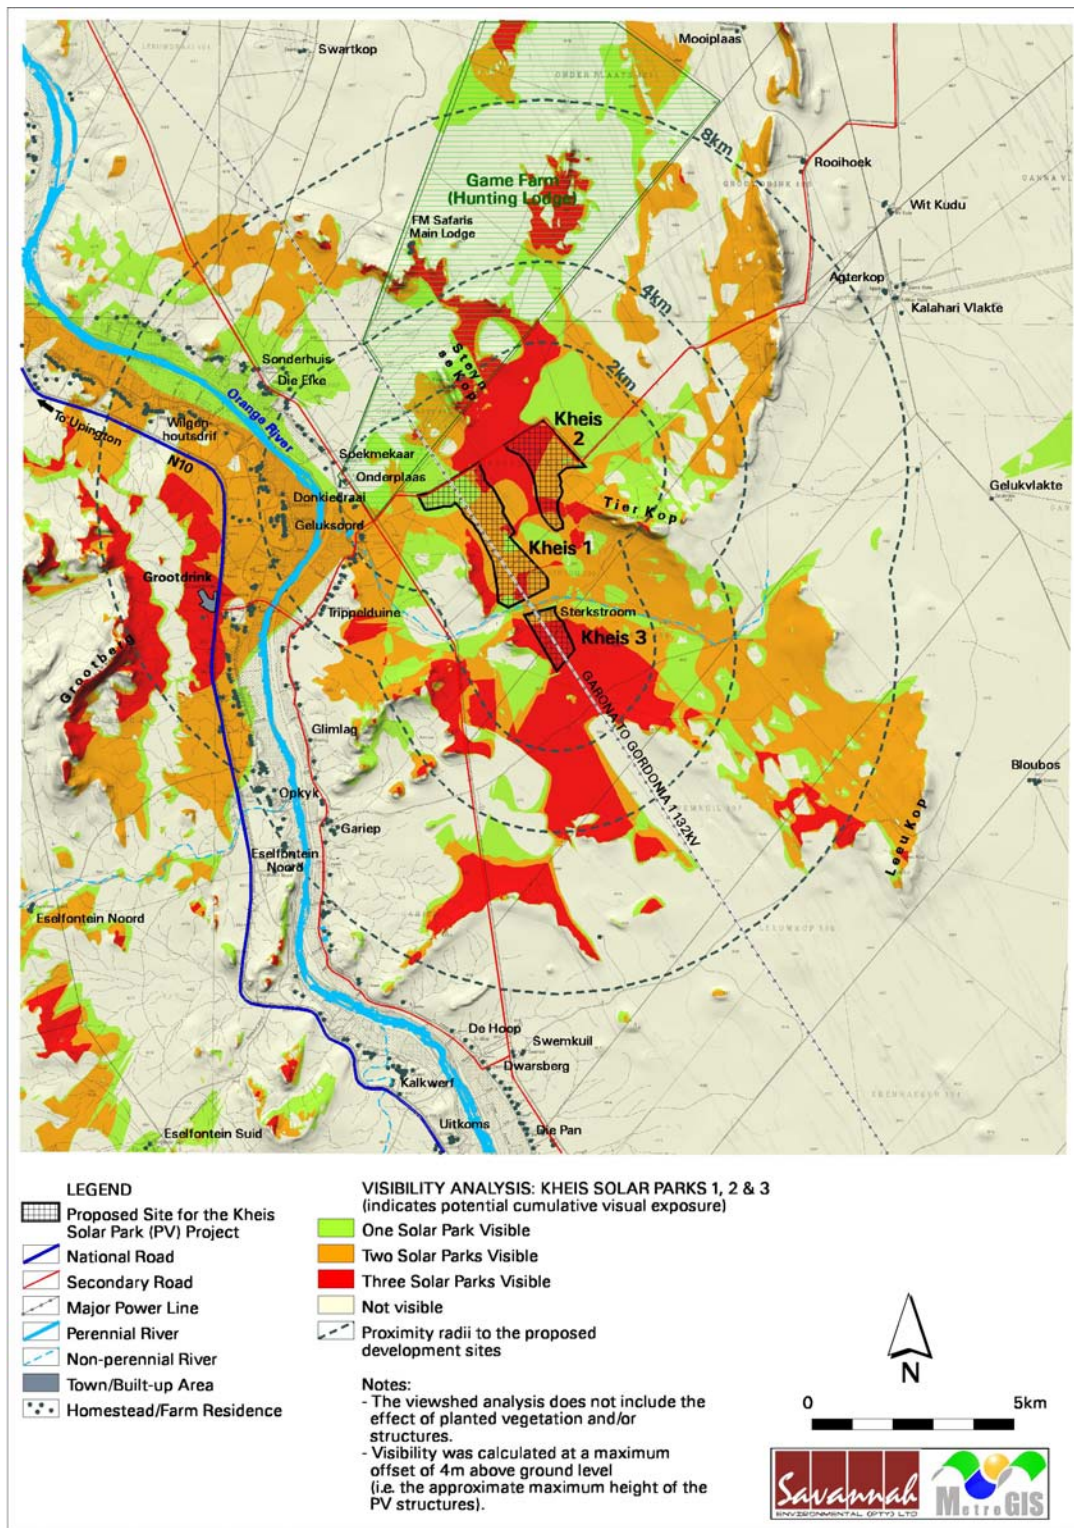 Swartkop
Mooiplaas
8km
Rooihoek
Game Farm
(Hunting Lodge)
Wit Kudu
FM Safaris
Main Lodge
Agterkop
4km
Kalahari Vlakte
Steyn
se Kop
Sonderhuis
2km
Die Erke
Orange River
Kheis
2
To Upington
Wilgen
houtsdrif
N10
Spekmekaar
Onderplaas
Gelukvlakte
Donkiedraai
Tier Kop
Geluksoord
Kheis 1
Grootdrink
Trippelduine
Sterkstroom
Kheis 3
Grootberg
GARONA TO GORDONIA 1132kV
Glimlag
Bloubos
Opkyk
Gariep
Leeu Kop
Eselfontein
Noord
Eselfontein Noord
De Hoop
Swemkuil
Dwarsberg
Kalkwerf
Uitkoms
Die Pan
Eselfontein Suid
LEGEND
Proposed Site for the Kheis
Solar Park (PV) Project
National Road
Secondary Road
Major Power Line
Perennial River
Non-perennial River
Town/Built-up Area
Homestead/Farm Residence
VISIBILITY ANALYSIS: KHEIS SOLAR PARKS 1, 2 & 3
(indicates potential cumulative visual exposure)
One Solar Park Visible
Two Solar Parks Visible
Three Solar Parks Visible
Not visible
Proximity radii to the proposed
development sites
Notes:
- The viewshed analysis does not include the
effect of planted vegetation and/or
structures.
- Visibility was calculated at a maximum
offset of 4m above ground level
(i.e. the approximate maximum height of the
PV structures).
N
0 5km
Savannah
ENVIRONMENTAL (PTY) LTD
MetroGIS